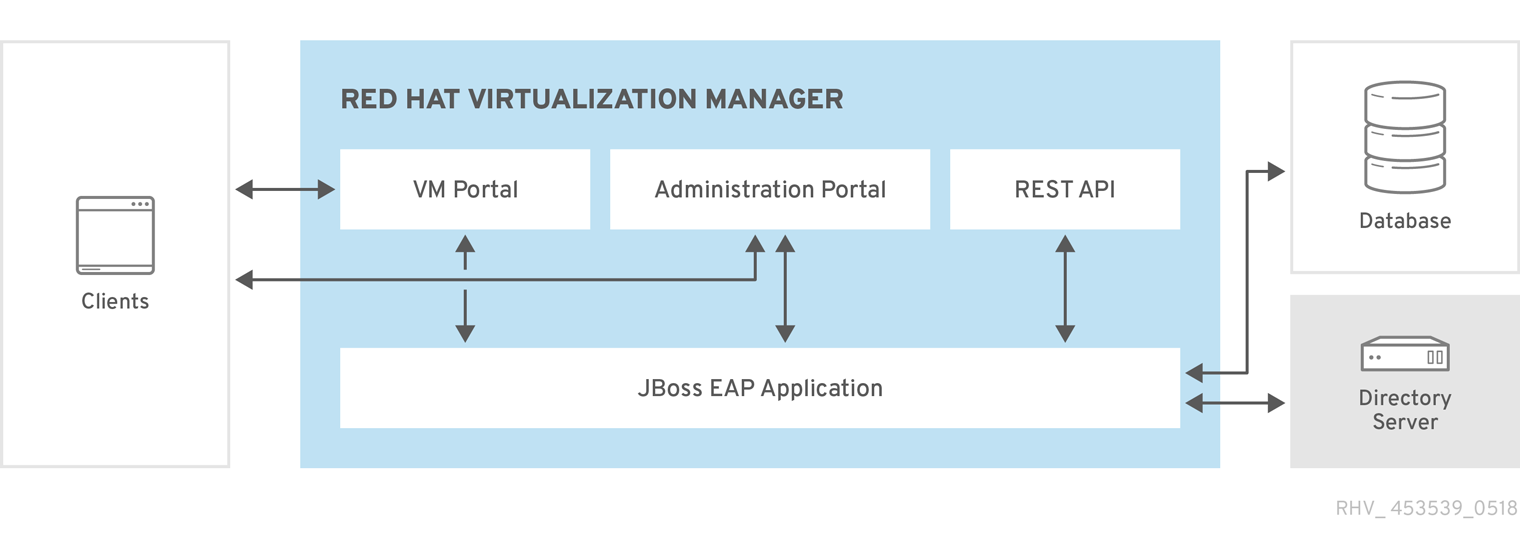 RED HAT VIRTUALIZATION MANAGER
VM Portal
Administration Portal
REST API
Clients
JBoss EAP Application
Database
Directory
Server
RHV_ 453539_0518